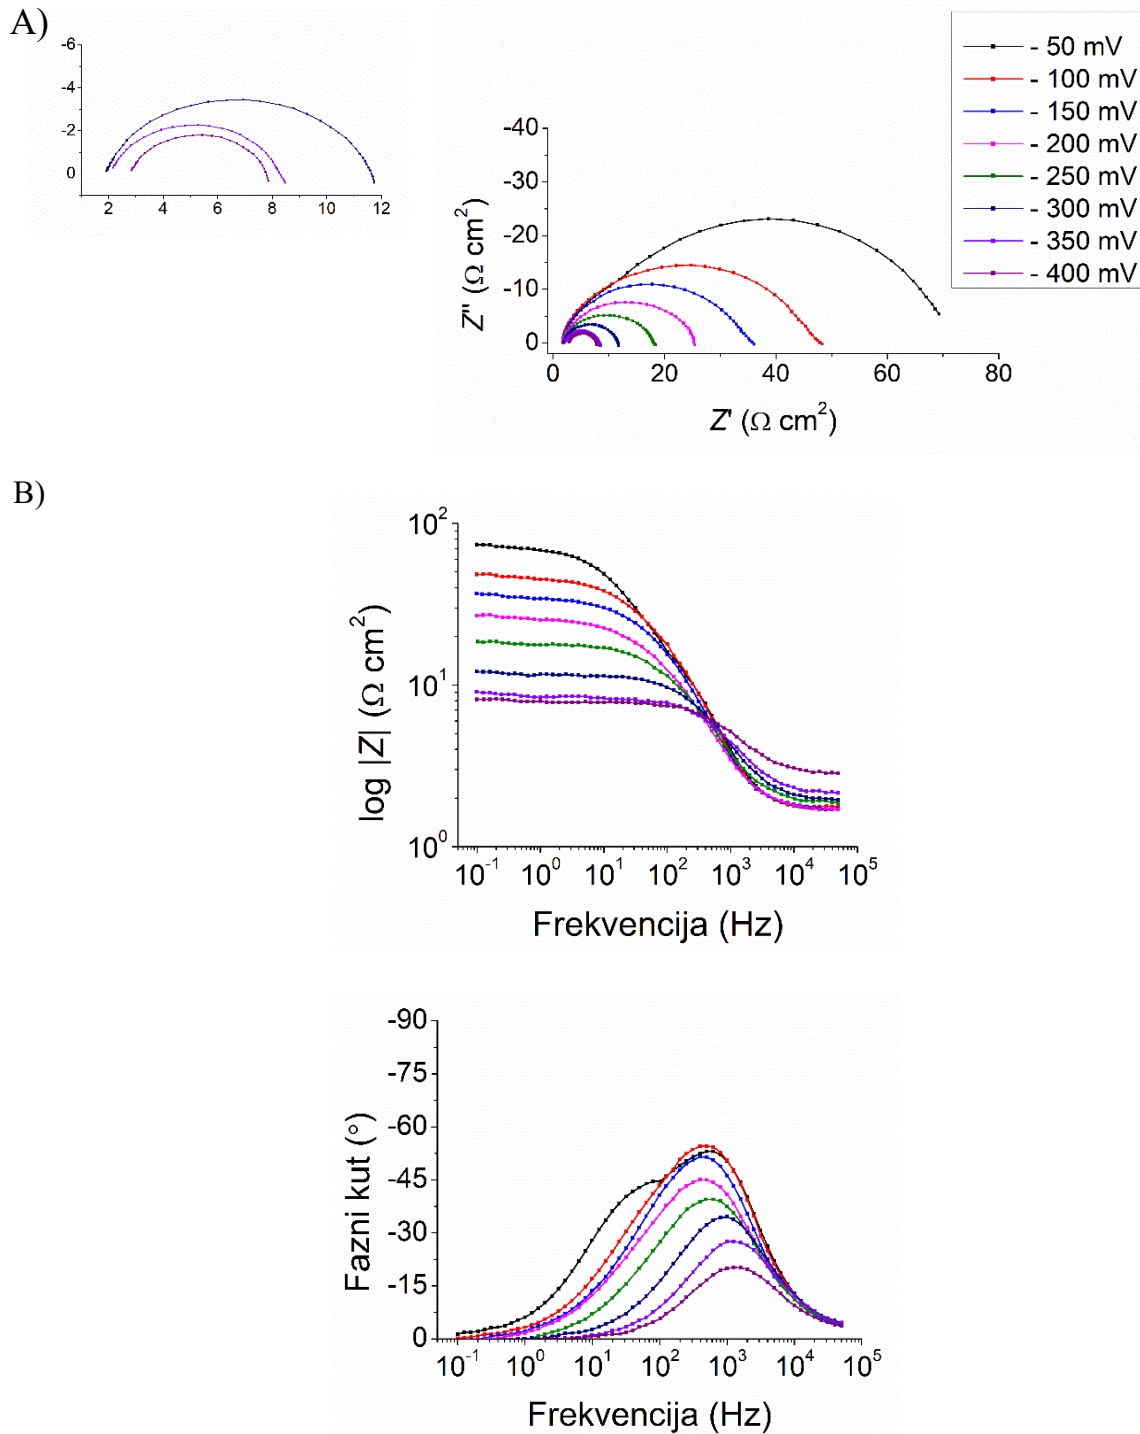 A)
-6
-4
-2
0
2 4 6 8 10 12
- 50 mV
- 100 mV
- 150 mV
- 200 mV
- 250 mV
- 300 mV
- 350 mV
- 400 mV
-40
-30
-20
-10
0
Z'' (Ω cm²)
0 20 40 60 80
Z' (Ω cm²)
B)
10²
10¹
10⁰
log |Z| (Ω cm²)
10⁻¹ 10⁰ 10¹ 10² 10³ 10⁴ 10⁵
Frekvencija (Hz)
-90
-75
-60
-45
-30
-15
0
Fazni kut (°)
10⁻¹ 10⁰ 10¹ 10² 10³ 10⁴ 10⁵
Frekvencija (Hz)